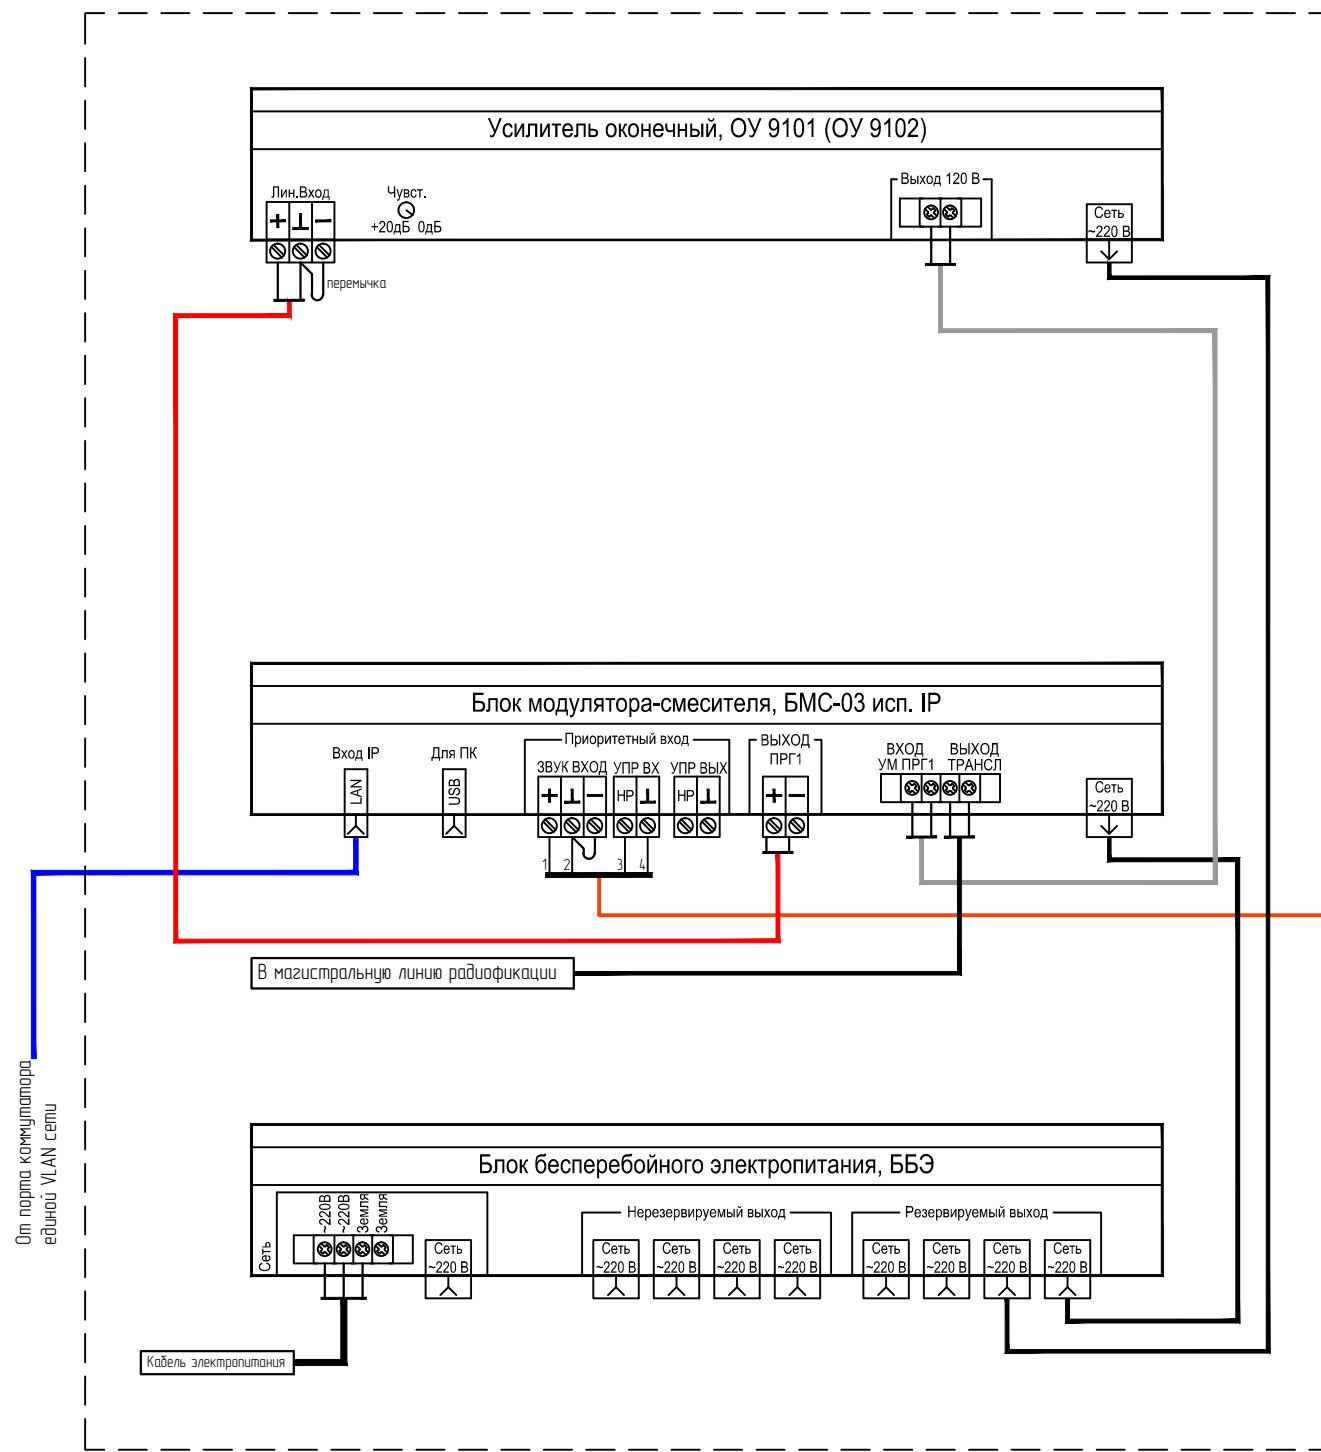 Усилитель оконечный, ОУ 9101 (ОУ 9102)
Лин.Вход
+ ⊥ −
Чувст.
+20дБ 0дБ
Выход 120 В
Сеть
~220 В
перемычка
Блок модулятора-смесителя, БМС-03 исп. IP
Вход IP
LAN
Для ПК
USB
Приоритетный вход
ЗВУК ВХОД
+ ⊥ −
УПР ВХ
НР ⊥
УПР ВЫХ
НР ⊥
1 2 3 4
ВЫХОД
ПРГ1
+ −
ВХОД
УМ ПРГ1
ВЫХОД
ТРАНСЛ
Сеть
~220 В
В магистральную линию радиофикации
От порта коммутатора
единой VLAN сети
Блок бесперебойного электропитания, ББЭ
Сеть
~220В
~220В
Земля
Земля
Сеть
~220 В
Нерезервируемый выход
Сеть
~220 В
Сеть
~220 В
Сеть
~220 В
Сеть
~220 В
Резервируемый выход
Сеть
~220 В
Сеть
~220 В
Сеть
~220 В
Сеть
~220 В
Кабель электропитания